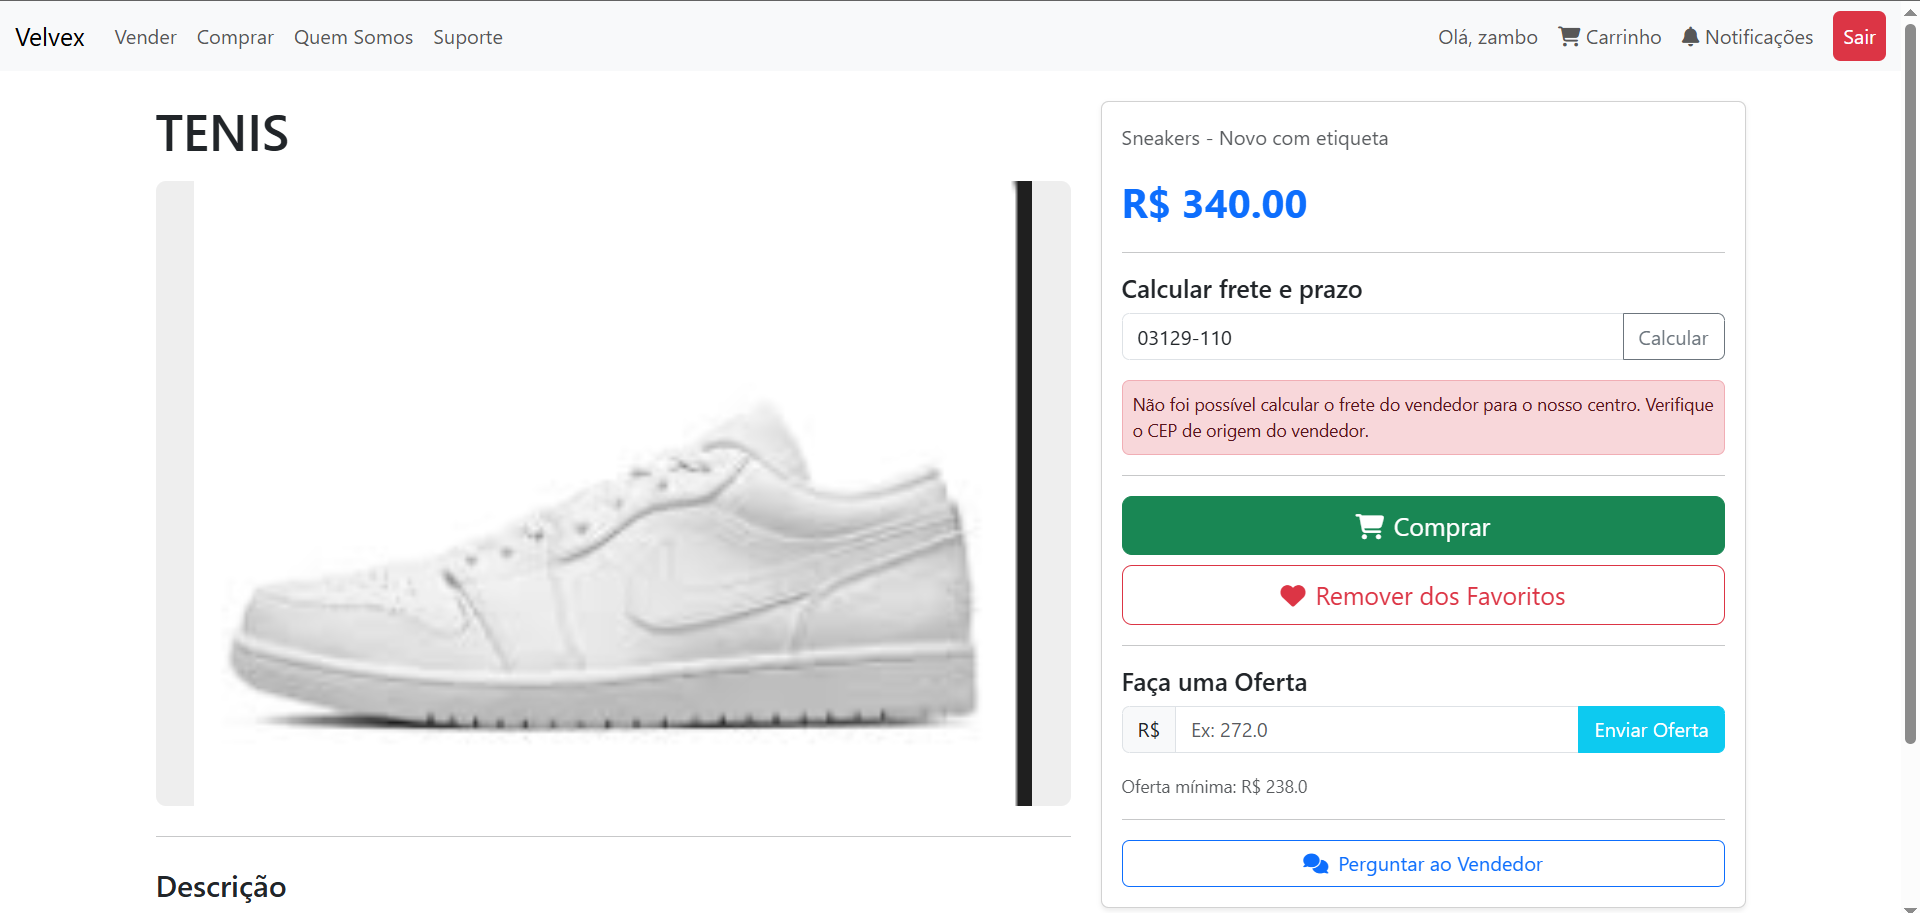 Velvex
Vender
Comprar
Quem Somos
Suporte
Olá, zambo
Carrinho
Notificações
Sair
TENIS
Descrição
Sneakers - Novo com etiqueta
R$ 340.00
Calcular frete e prazo
03129-110
Calcular
Não foi possível calcular o frete do vendedor para o nosso centro. Verifique
o CEP de origem do vendedor.
Comprar
Remover dos Favoritos
Faça uma Oferta
R$
Ex: 272.0
Enviar Oferta
Oferta mínima: R$ 238.0
Perguntar ao Vendedor